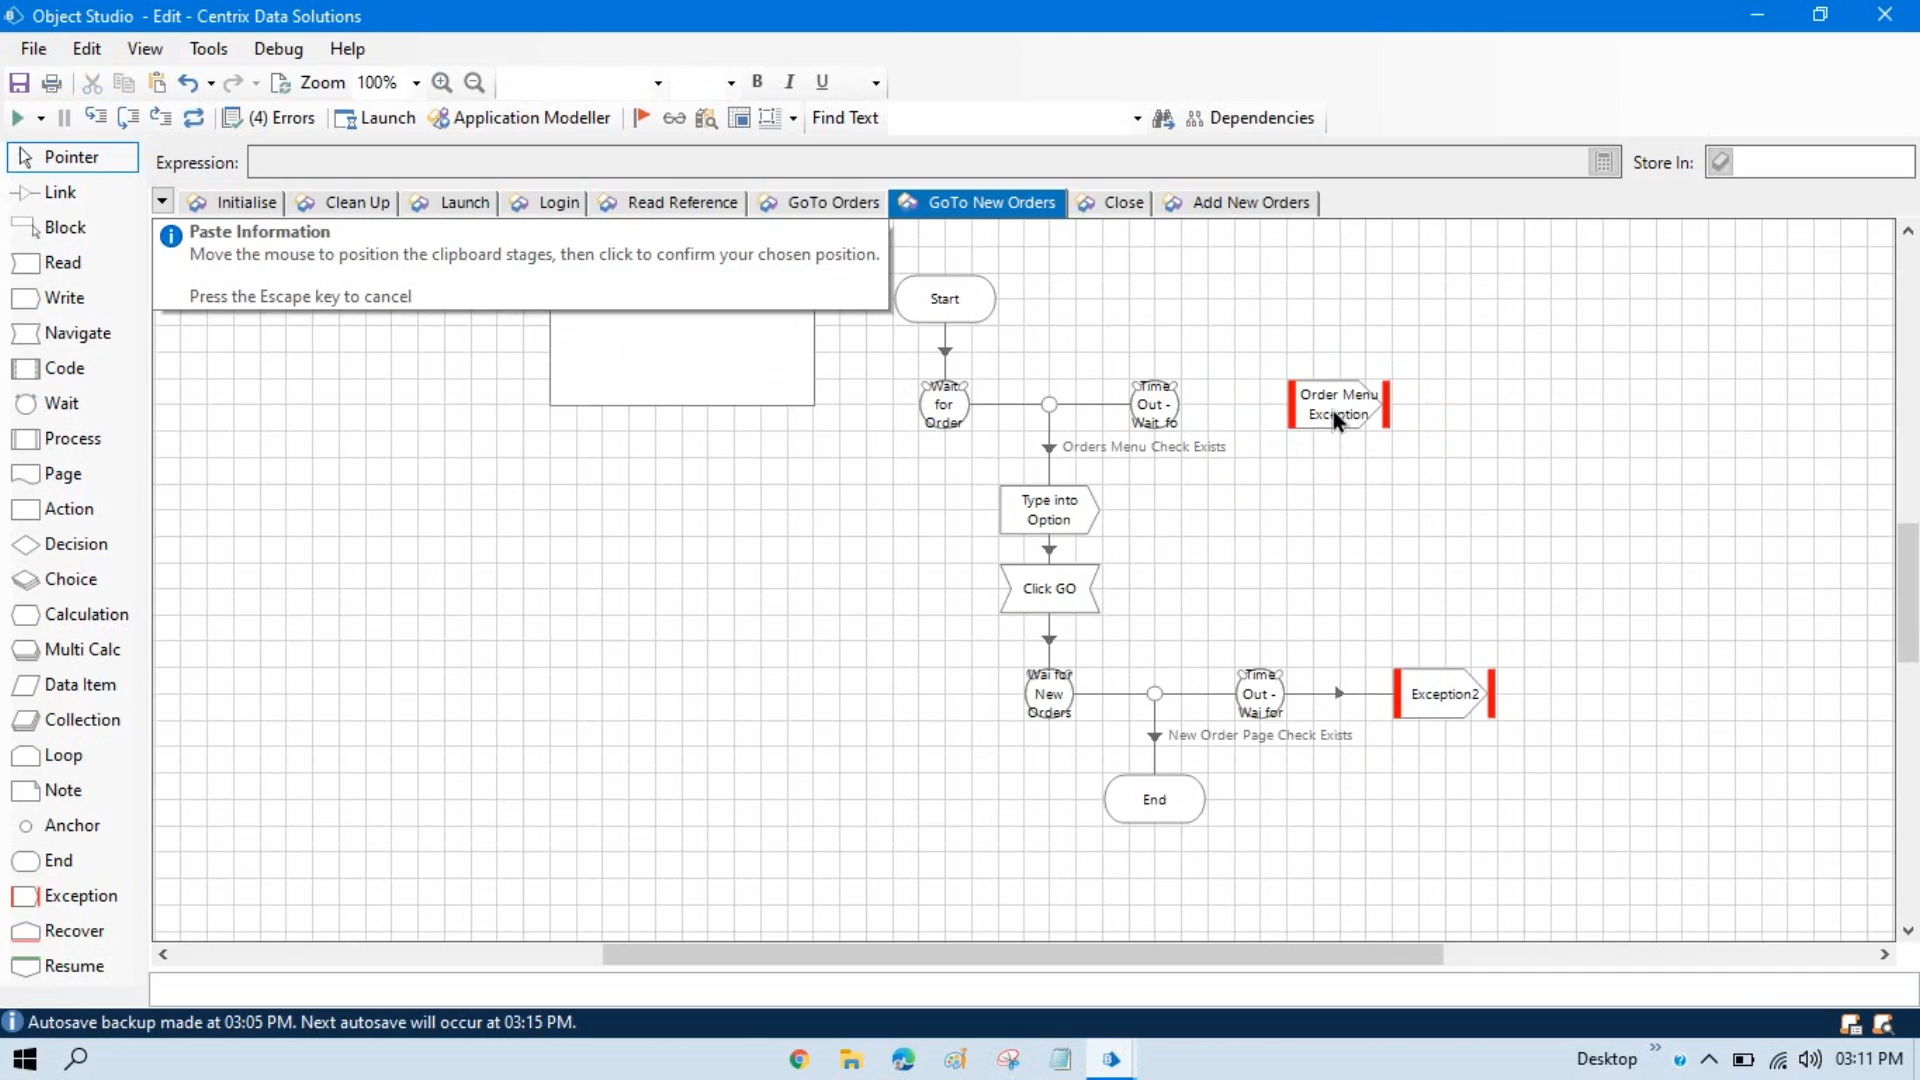 Object Studio - Edit - Centrix Data Solutions
File Edit View Tools Debug Help
Zoom 100% B I U
(4) Errors Launch Application Modeller Find Text Dependencies
Pointer
Link
Block
Read
Write
Navigate
Code
Wait
Process
Page
Action
Decision
Choice
Calculation
Multi Calc
Data Item
Collection
Loop
Note
Anchor
End
Exception
Recover
Resume
Expression: Store In:
Initialise Clean Up Launch Login Read Reference GoTo Orders GoTo New Orders Close Add New Orders
Paste Information
Move the mouse to position the clipboard stages, then click to confirm your chosen position.
Press the Escape key to cancel
Start
Wait
for
Order
Time
Out -
Wait fo
Order Menu
Exception
Orders Menu Check Exists
Type into
Option
Click GO
Wai for
New
Orders
Time
Out -
Wai for
Exception2
New Order Page Check Exists
End
Autosave backup made at 03:05 PM. Next autosave will occur at 03:15 PM.
Desktop 03:11 PM